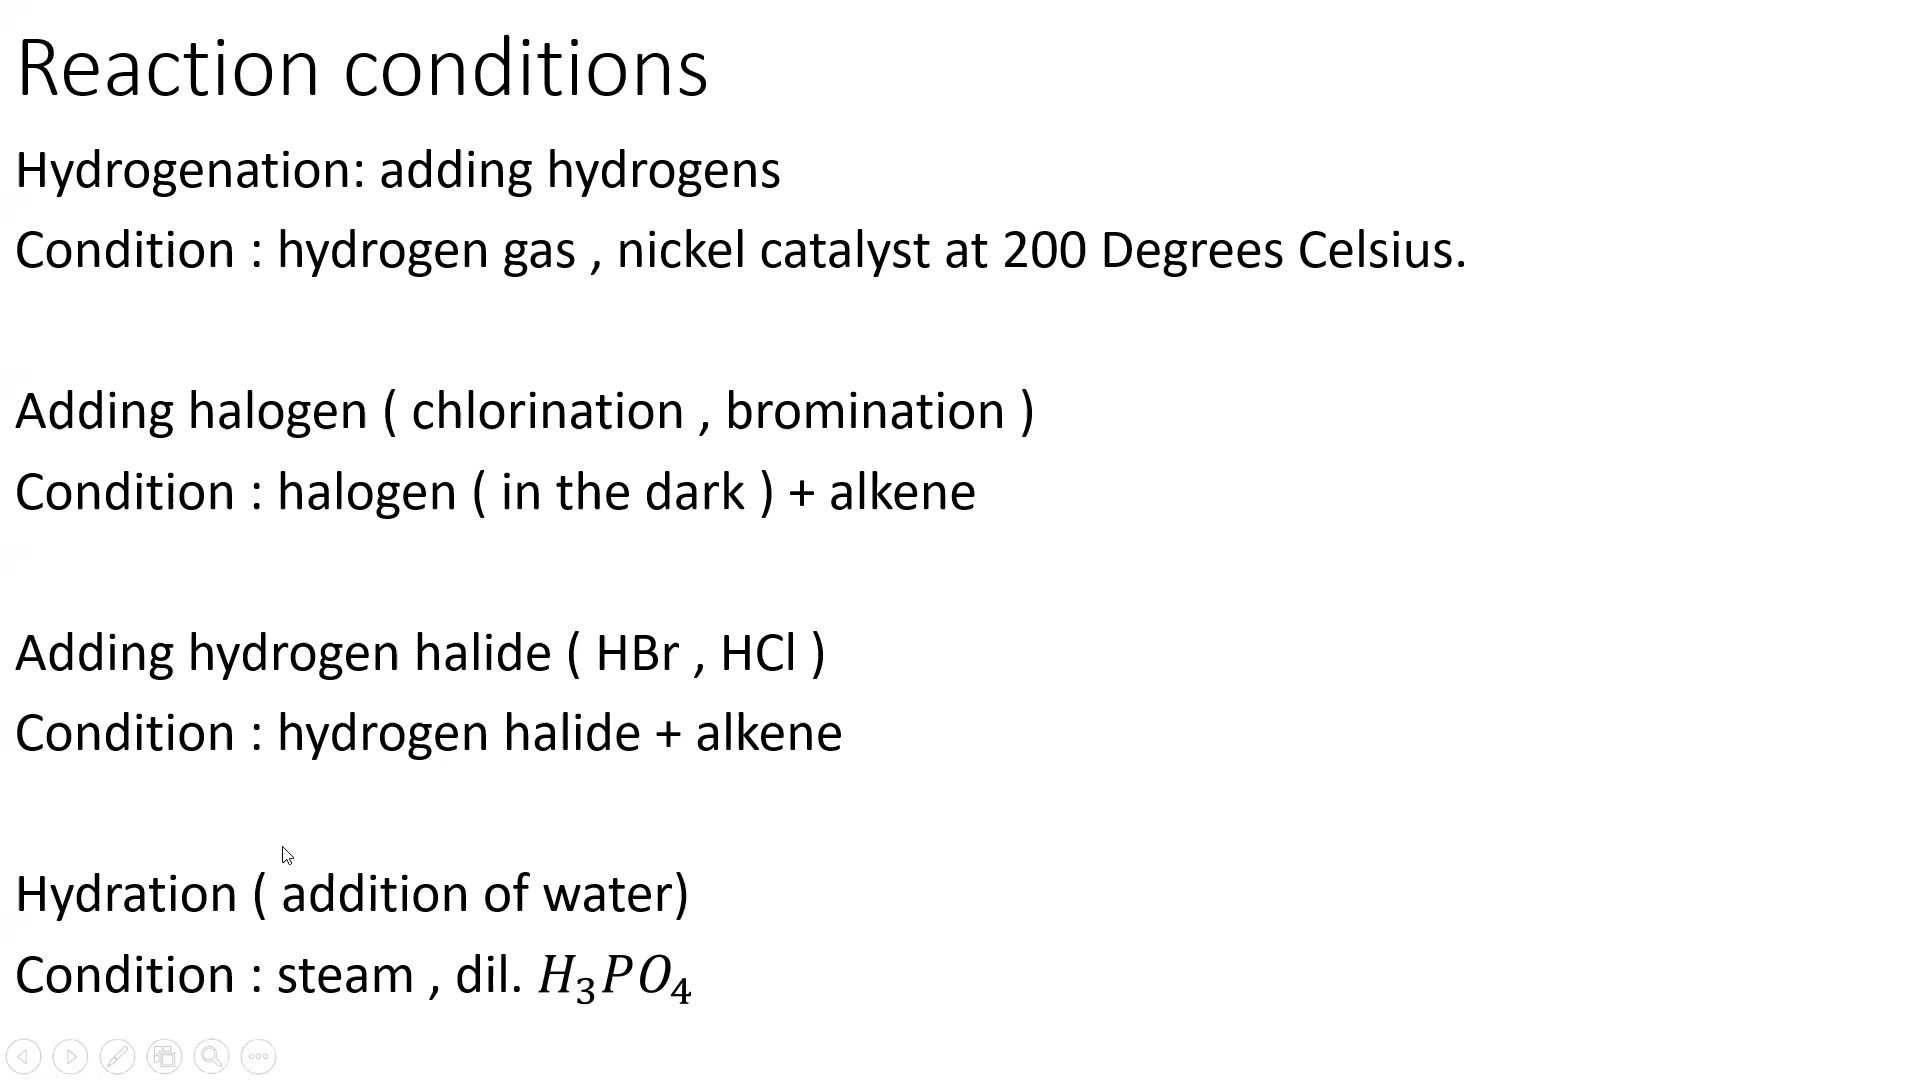 Reaction conditions
Hydrogenation: adding hydrogens
Condition : hydrogen gas , nickel catalyst at 200 Degrees Celsius.
Adding halogen ( chlorination , bromination )
Condition : halogen ( in the dark ) + alkene
Adding hydrogen halide ( HBr , HCl )
Condition : hydrogen halide + alkene
Hydration ( addition of water)
Condition : steam , dil. H₃PO₄